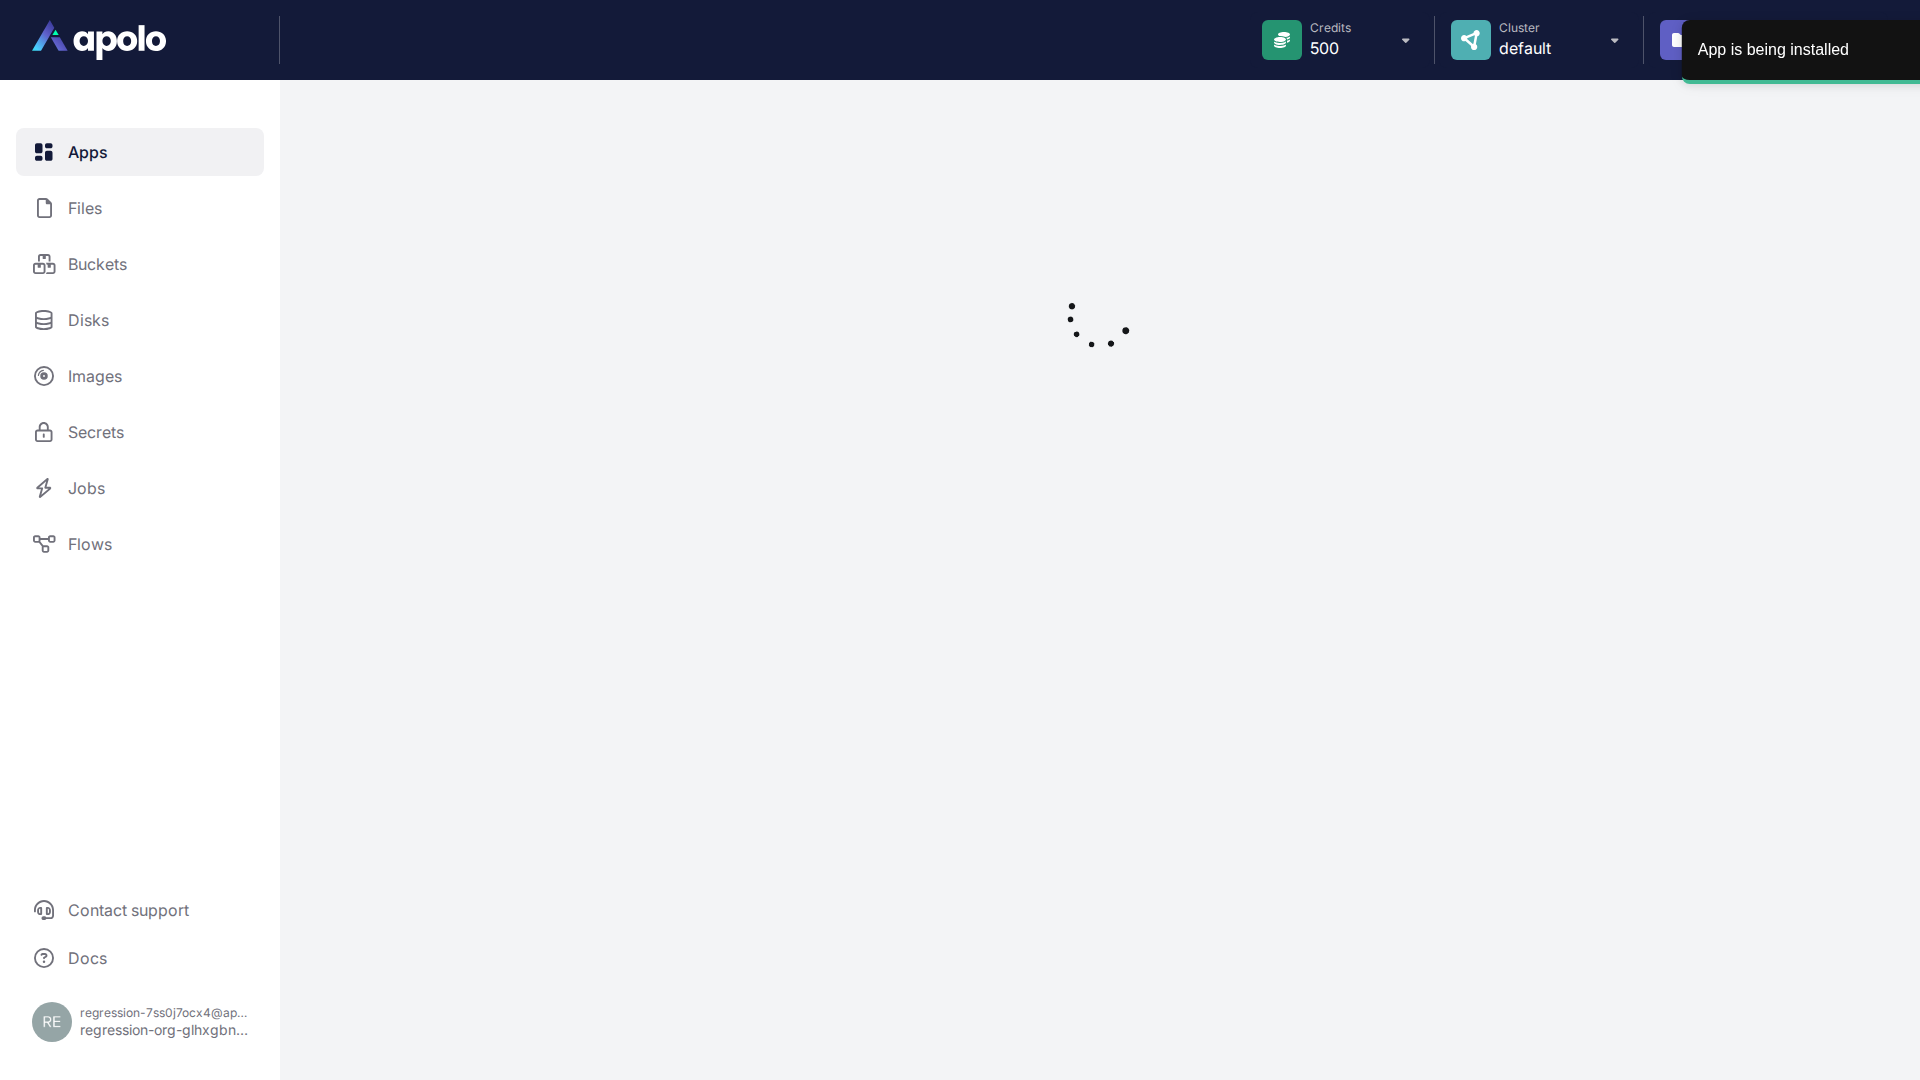 apolo
Credits
500
Cluster
default
App is being installed
Apps
Files
Buckets
Disks
Images
Secrets
Jobs
Flows
Contact support
Docs
RE
regression-7ss0j7ocx4@ap...
regression-org-glhxgbn...